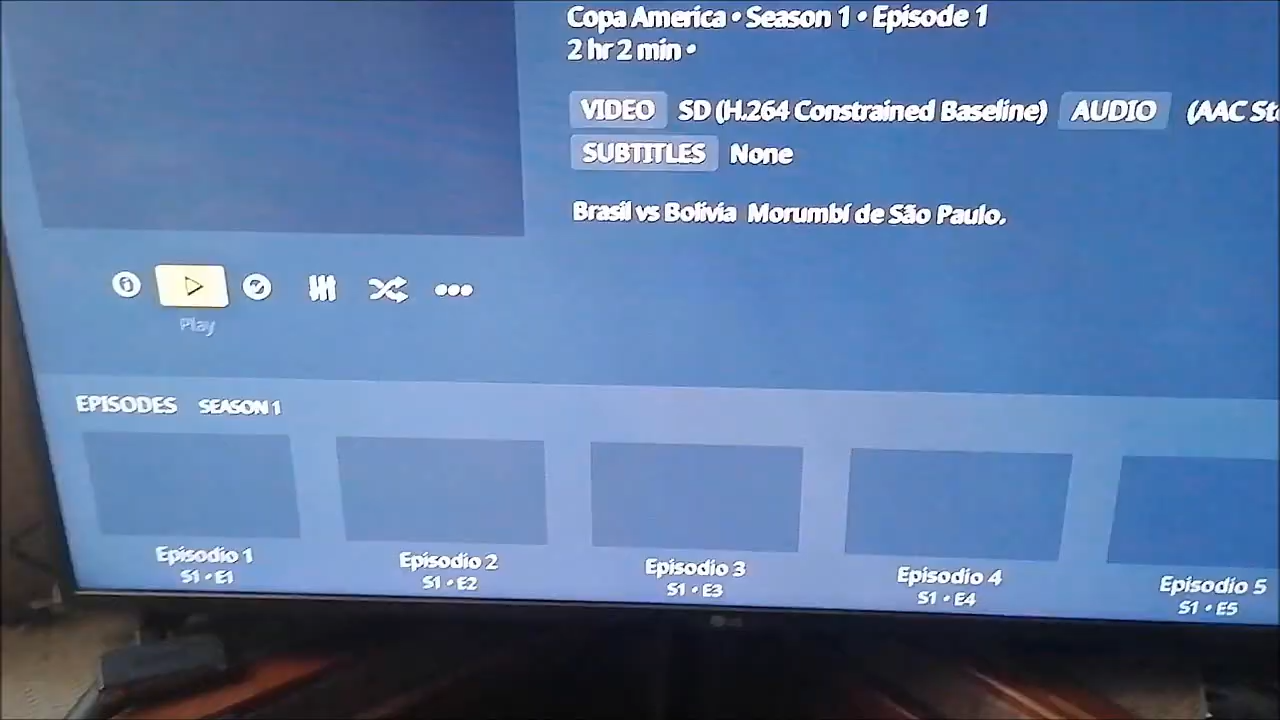 Copa America • Season 1 • Episode 1
2 hr 2 min •
VIDEO SD (H.264 Constrained Baseline) AUDIO (AAC
SUBTITLES None
Brasil vs Bolivia Morumbí de São Paulo.
Play
EPISODES SEASON 1
Episodio 1 Episodio 2 Episodio 3 Episodio 4 Episodio 5
S1 • E1 S1 • E2 S1 • E3 S1 • E4 S1 • E5
LG